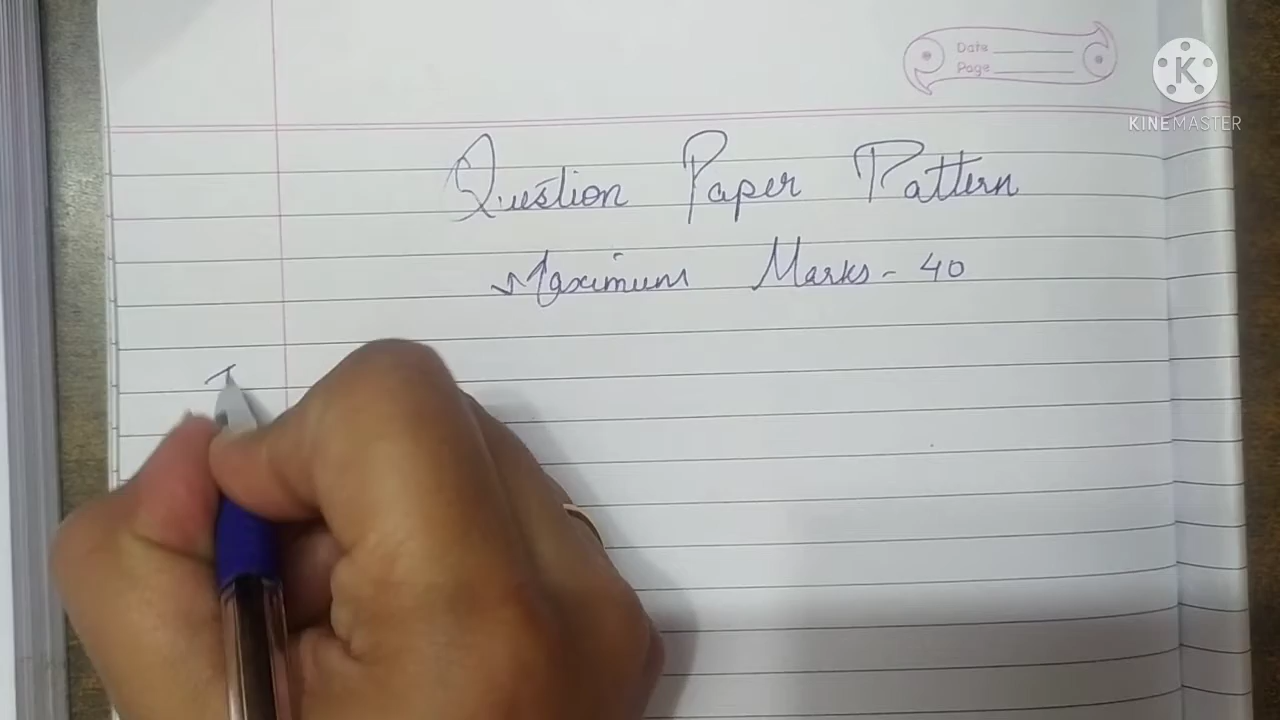 Date
Page
KINEMASTER
Question Paper Pattern
Maximum Marks - 40